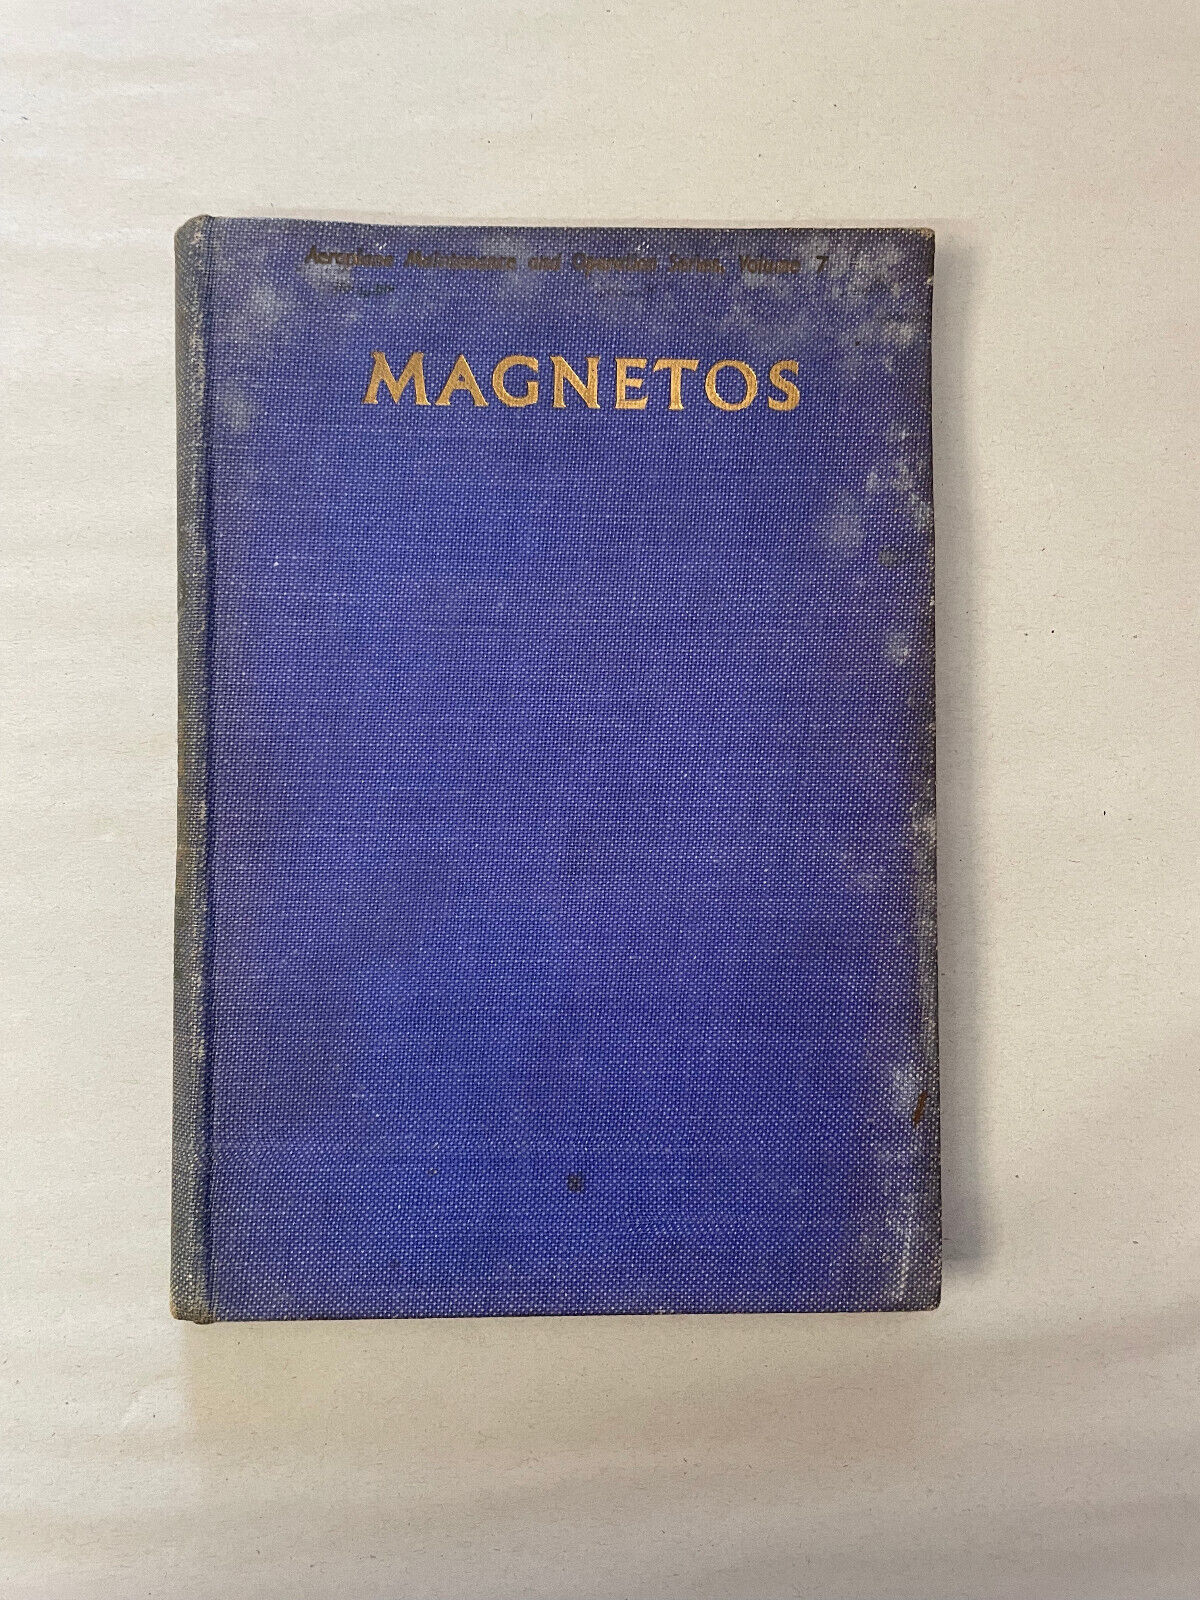 Aeroplane Maintenance and Operation Series, Volume 7
MAGNETOS